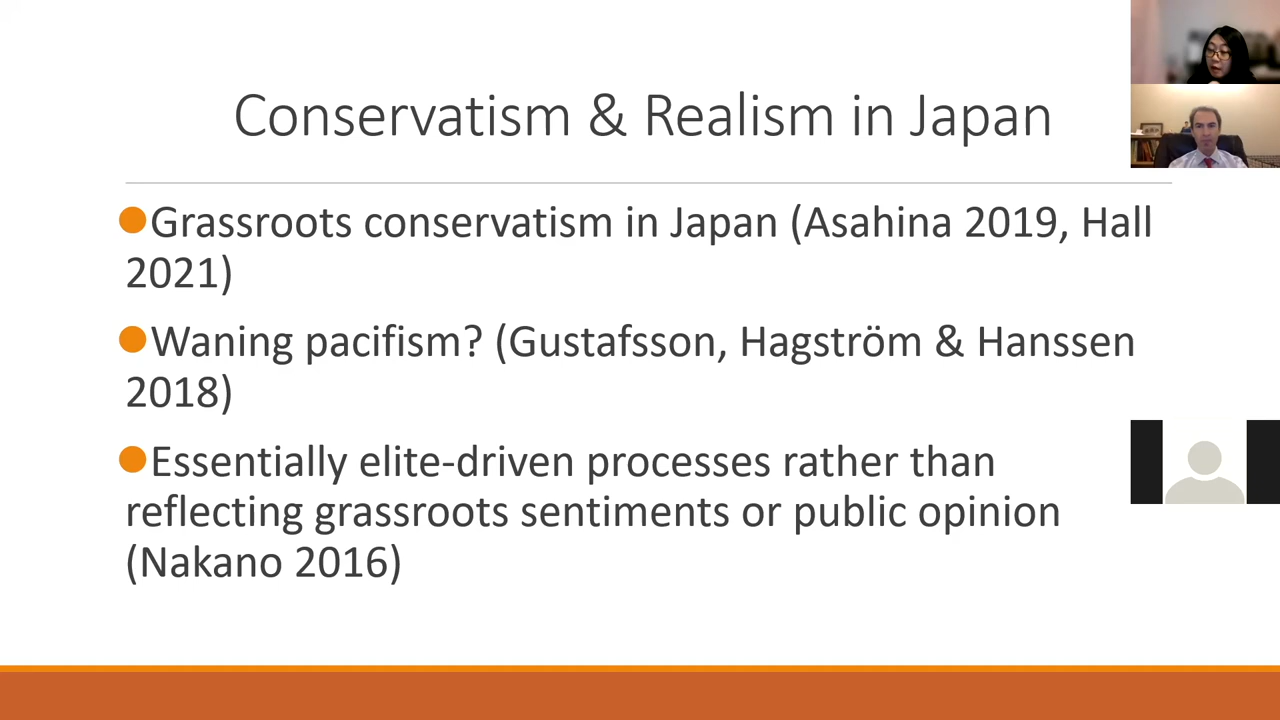 Conservatism & Realism in Japan
Grassroots conservatism in Japan (Asahina 2019, Hall
2021)
Waning pacifism? (Gustafsson, Hagström & Hanssen
2018)
Essentially elite-driven processes rather than
reflecting grassroots sentiments or public opinion
(Nakano 2016)